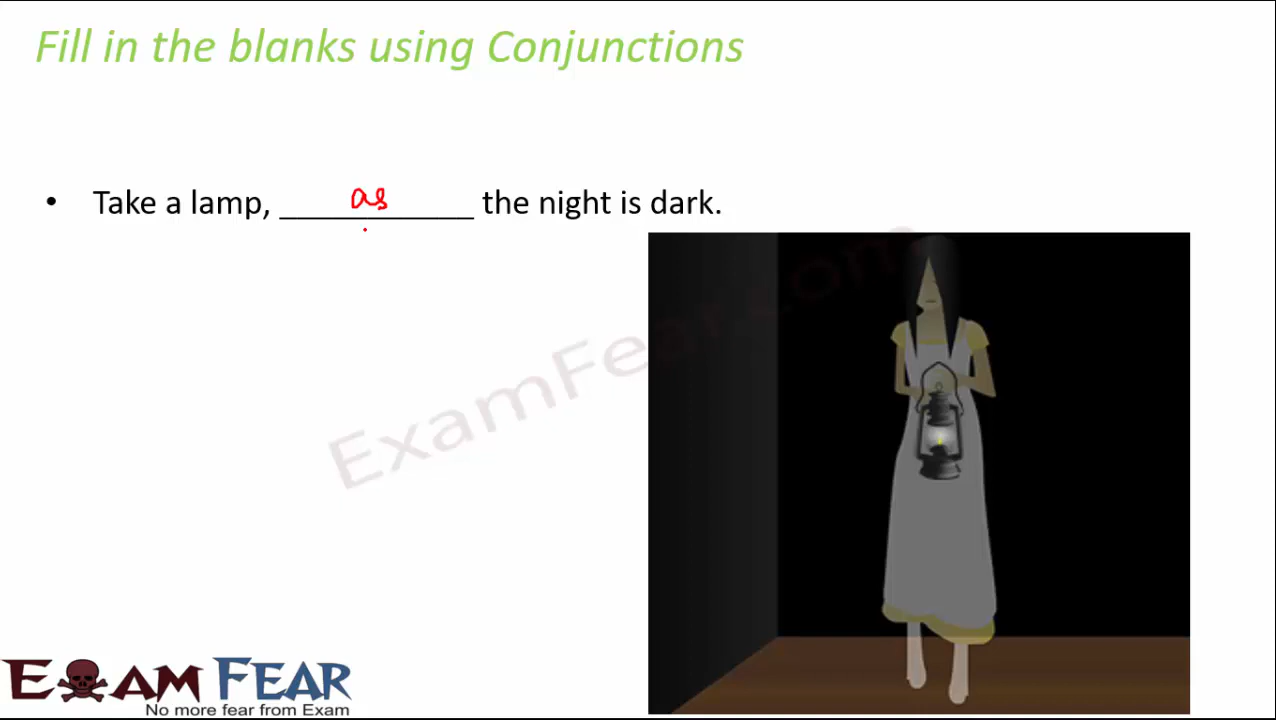 Fill in the blanks using Conjunctions
• Take a lamp, ____as____ the night is dark.
ExamFear.com
EXAM FEAR
No more fear from Exam